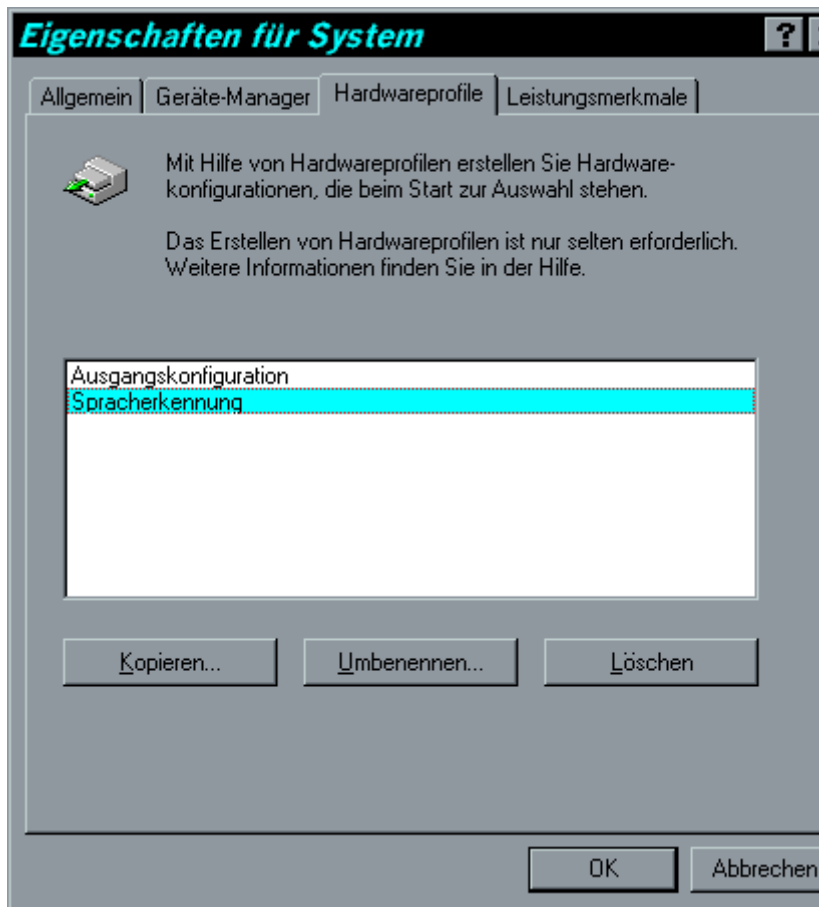 Eigenschaften für System
?
Allgemein
Geräte-Manager
Hardwareprofile
Leistungsmerkmale
Mit Hilfe von Hardwareprofilen erstellen Sie Hardware-
konfigurationen, die beim Start zur Auswahl stehen.
Das Erstellen von Hardwareprofilen ist nur selten erforderlich.
Weitere Informationen finden Sie in der Hilfe.
Ausgangskonfiguration
Spracherkennung
Kopieren...
Umbenennen...
Löschen
OK
Abbrechen